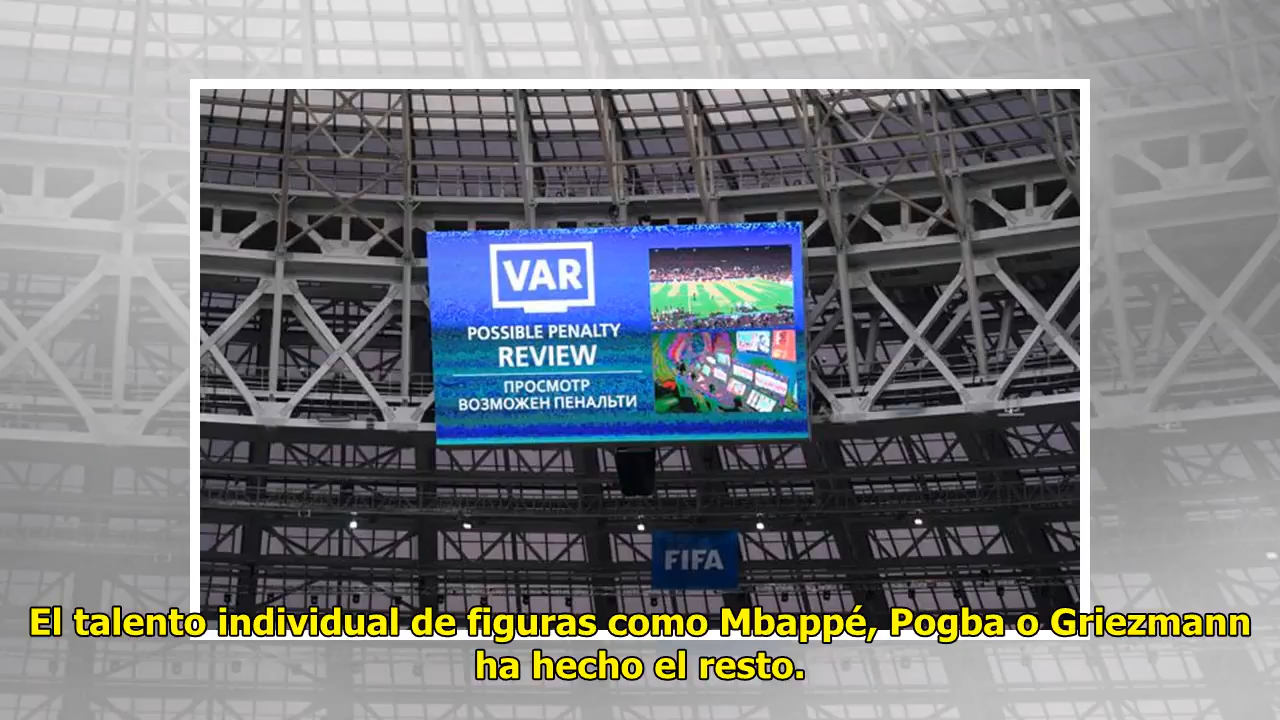 VAR
POSSIBLE PENALTY
REVIEW
ПРОСМОТР
ВОЗМОЖЕН ПЕНАЛЬТИ
FIFA
El talento individual de figuras como Mbappé, Pogba o Griezmann
ha hecho el resto.